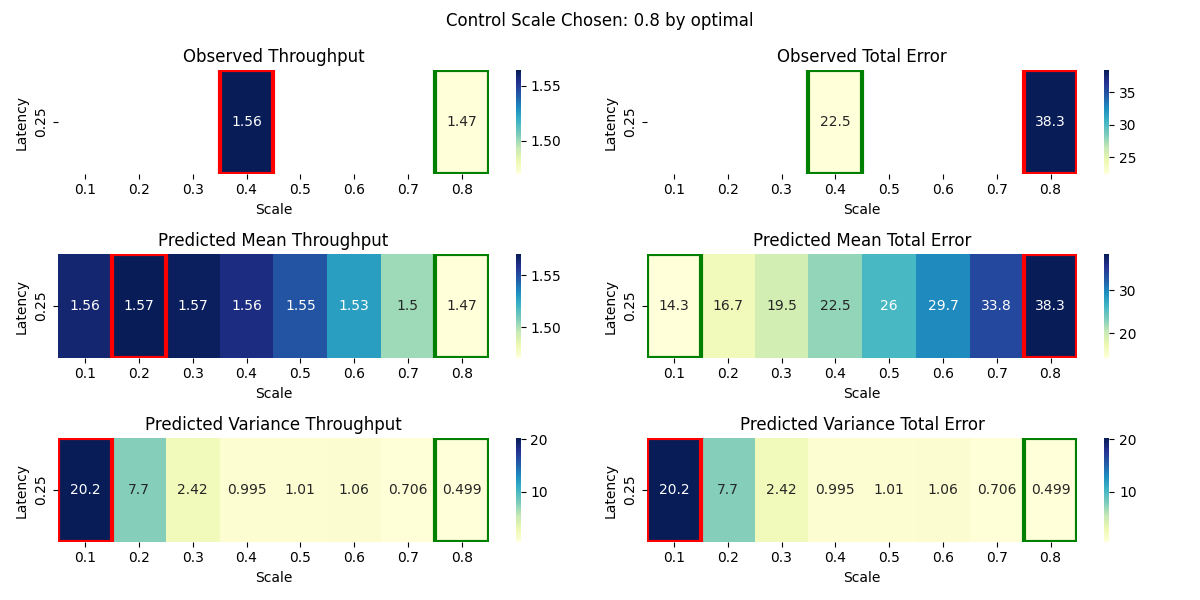 Control Scale Chosen: 0.8 by optimal
Observed Throughput
Latency
0.25
1.56
1.47
0.1 0.2 0.3 0.4 0.5 0.6 0.7 0.8
Scale
1.55
1.50
Observed Total Error
Latency
0.25
22.5
38.3
0.1 0.2 0.3 0.4 0.5 0.6 0.7 0.8
Scale
35
30
25
Predicted Mean Throughput
Latency
0.25
1.56 1.57 1.57 1.56 1.55 1.53 1.5 1.47
0.1 0.2 0.3 0.4 0.5 0.6 0.7 0.8
Scale
1.55
1.50
Predicted Mean Total Error
Latency
0.25
14.3 16.7 19.5 22.5 26 29.7 33.8 38.3
0.1 0.2 0.3 0.4 0.5 0.6 0.7 0.8
Scale
30
20
Predicted Variance Throughput
Latency
0.25
20.2 7.7 2.42 0.995 1.01 1.06 0.706 0.499
0.1 0.2 0.3 0.4 0.5 0.6 0.7 0.8
Scale
20
10
Predicted Variance Total Error
Latency
0.25
20.2 7.7 2.42 0.995 1.01 1.06 0.706 0.499
0.1 0.2 0.3 0.4 0.5 0.6 0.7 0.8
Scale
20
10